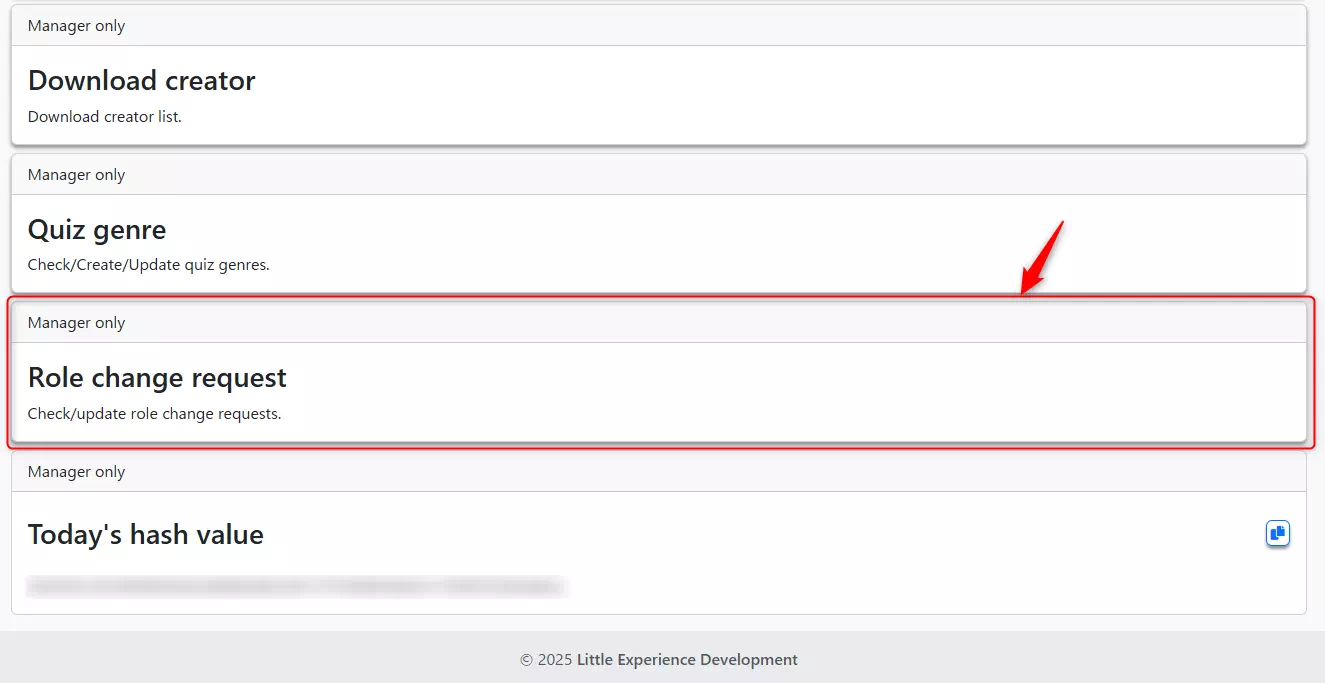 Manager only
Download creator
Download creator list.
Manager only
Quiz genre
Check/Create/Update quiz genres.
Manager only
Role change request
Check/update role change requests.
Manager only
Today's hash value
© 2025 Little Experience Development